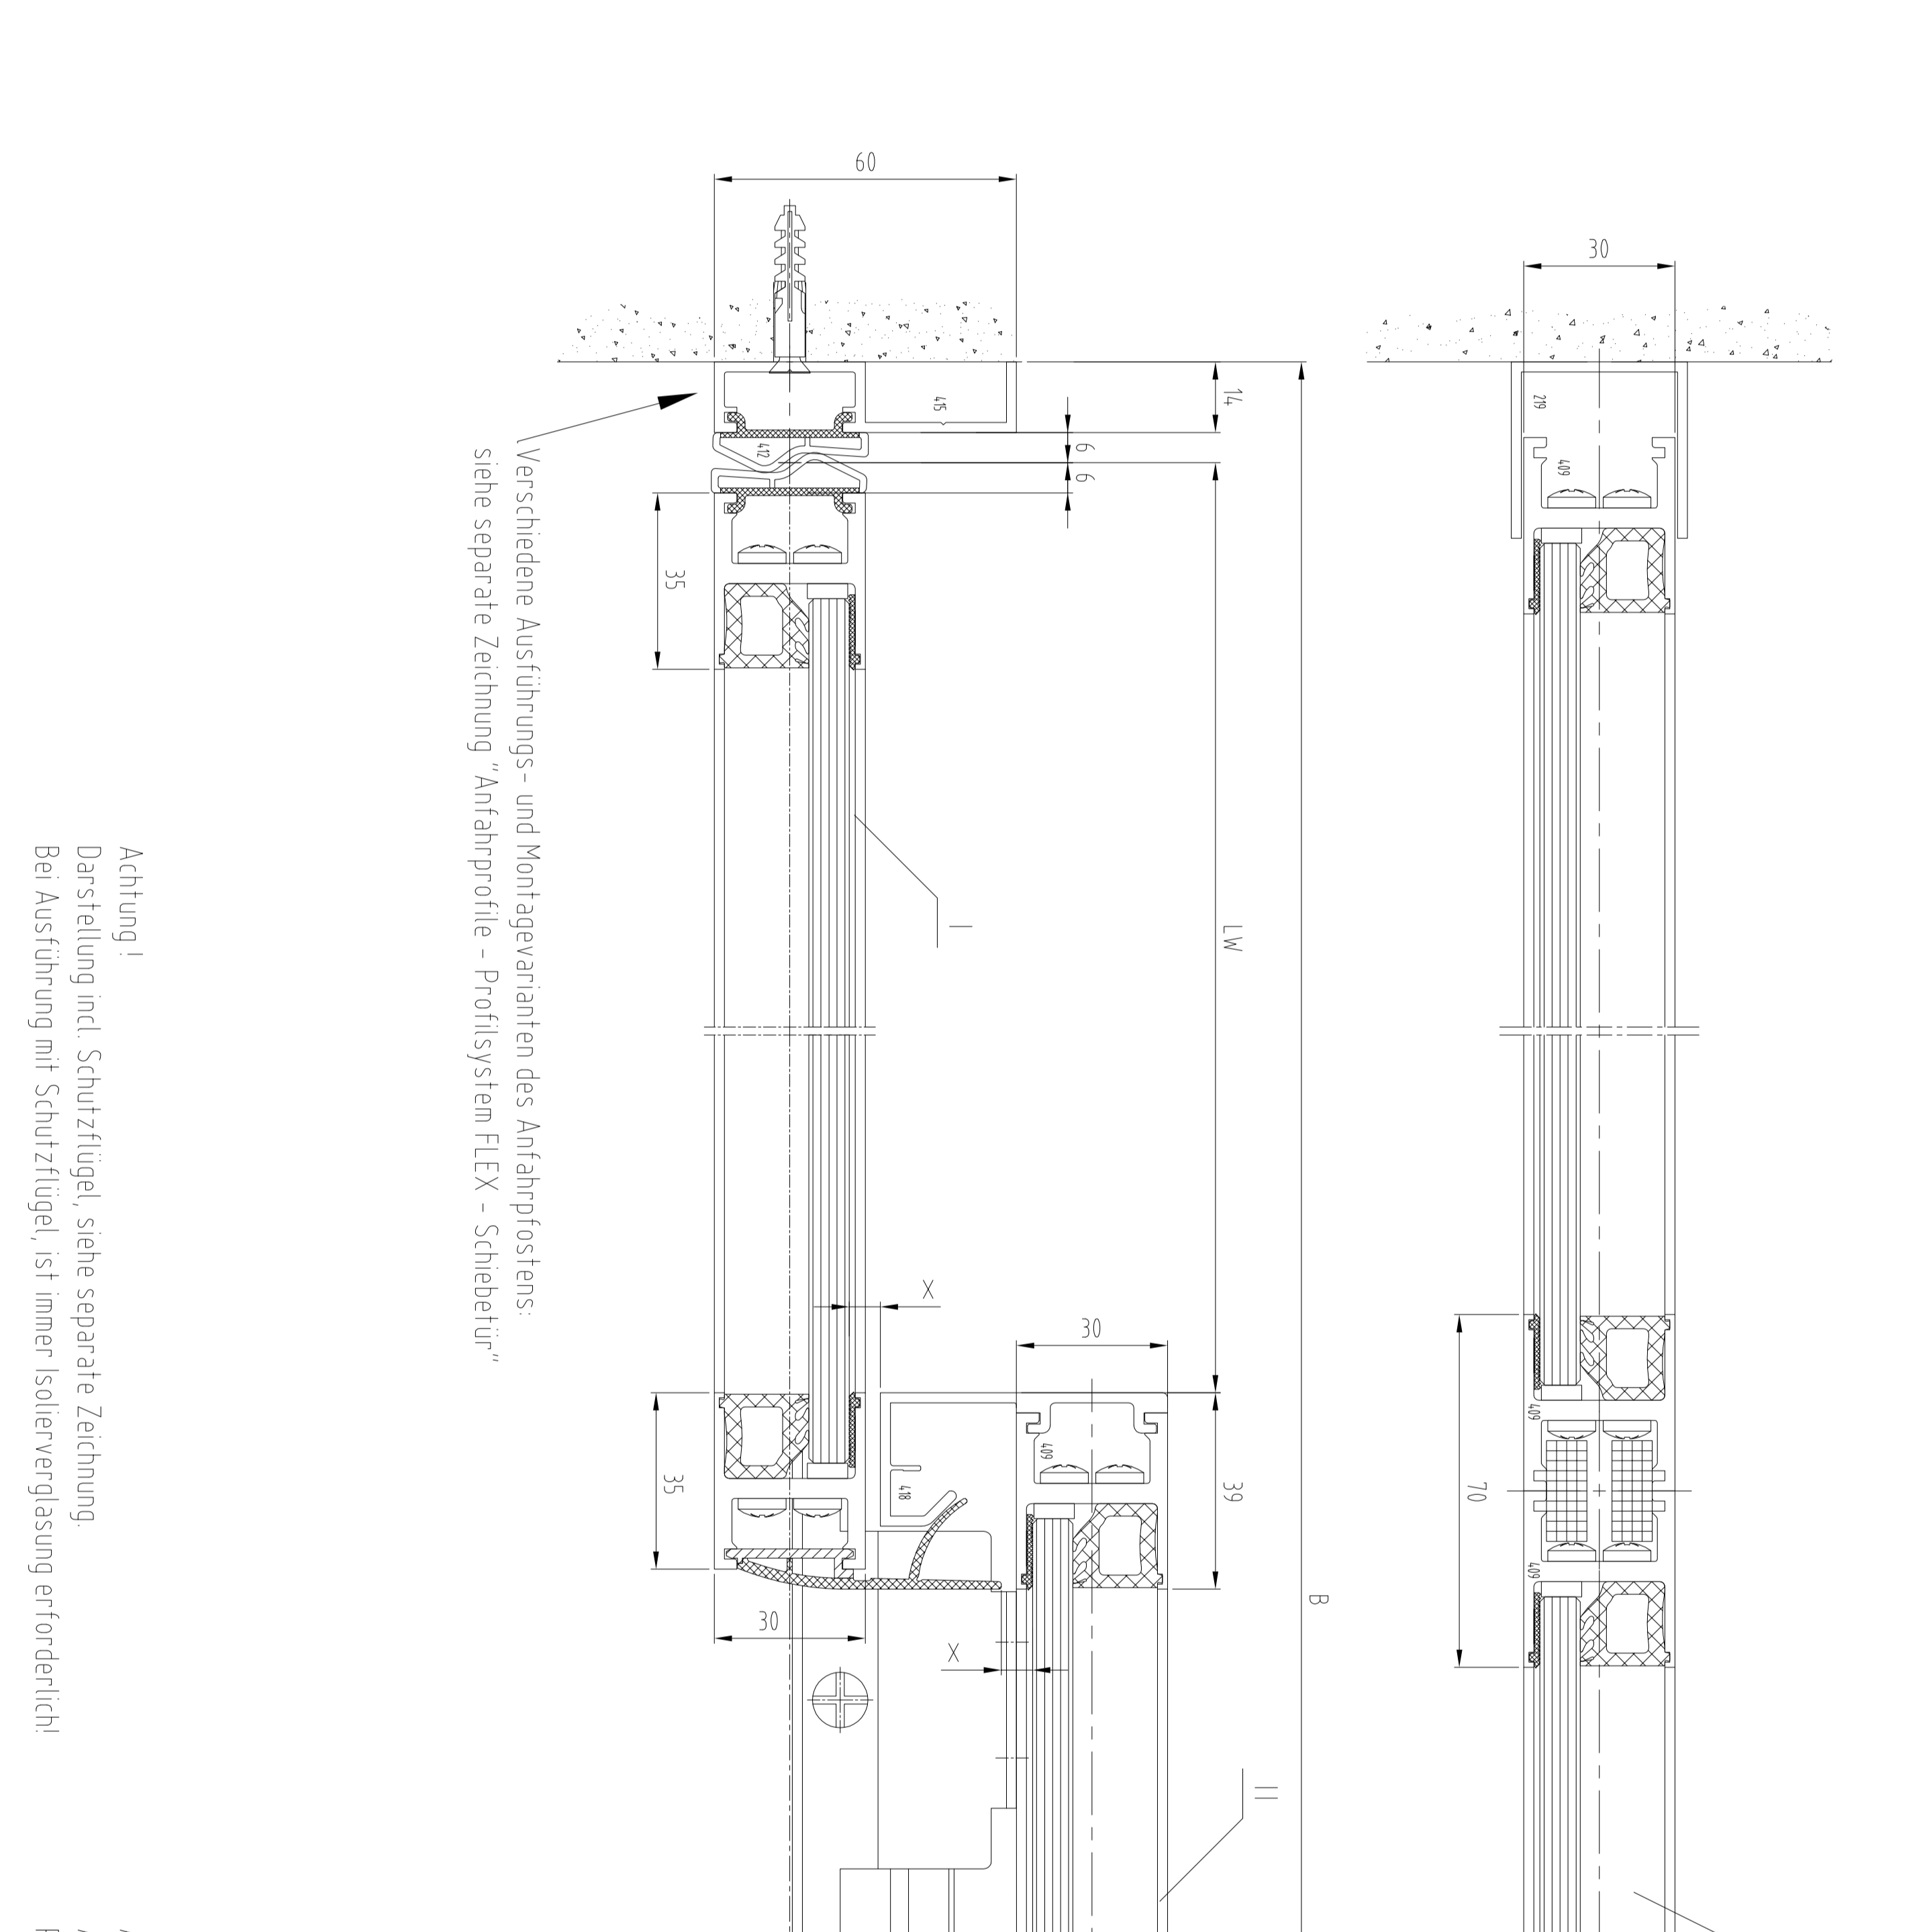 30
219
409
409
409
70
B
14
LW
39
6
6
415
412
30
409
418
X
X
I
II
60
35
35
30
Verschiedene Ausführungs- und Montagevarianten des Anfahrpfostens:
siehe separate Zeichnung "Anfahrprofile - Profilsystem FLEX - Schiebetür"
Achtung !
Darstellung incl. Schutzflügel, siehe separate Zeichnung.
Bei Ausführung mit Schutzflügel, ist immer Isolierverglasung erforderlich!